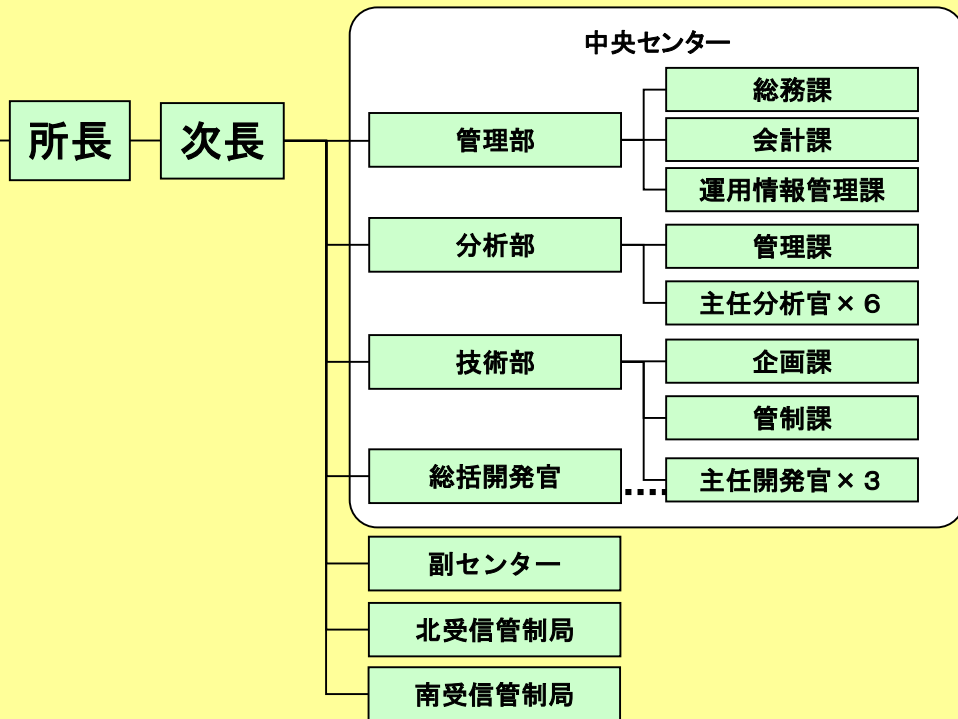 中央センター
所長
次長
管理部
総務課
会計課
運用情報管理課
分析部
管理課
主任分析官×６
技術部
企画課
管制課
主任開発官×３
総括開発官
副センター
北受信管制局
南受信管制局